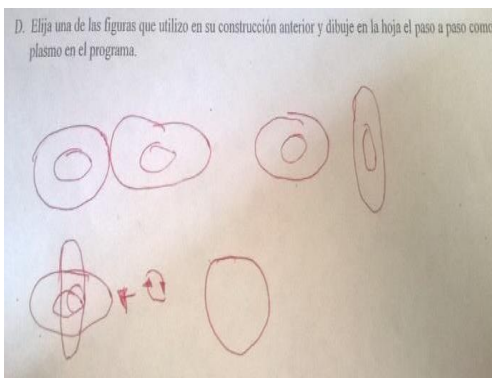 D. Elija una de las figuras que utilizo en su construcción anterior y dibuje en la hoja el paso a paso como
plasmo en el programa.